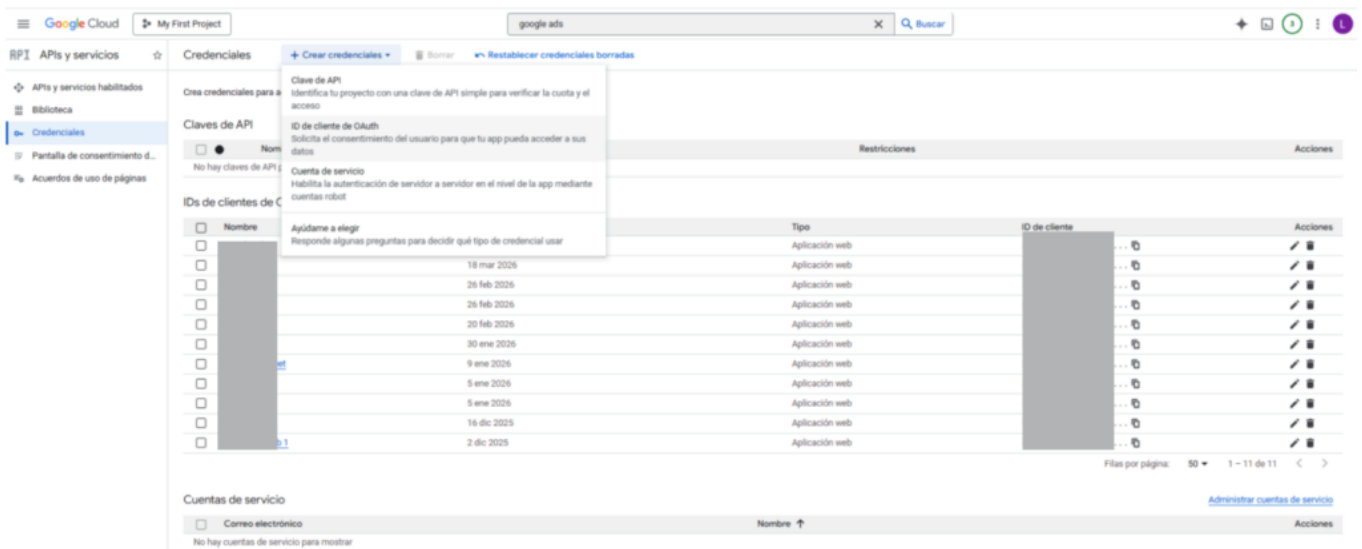 Google Cloud
My First Project
google ads
Buscar
3
L
API APIs y servicios
Credenciales
+ Crear credenciales
Borrar
Restablecer credenciales borradas
APIs y servicios habilitados
Biblioteca
Credenciales
Pantalla de consentimiento d...
Acuerdos de uso de páginas
Crea credenciales para a
Clave de API
Identifica tu proyecto con una clave de API simple para verificar la cuota y el
acceso
ID de cliente de OAuth
Solicita el consentimiento del usuario para que tu app pueda acceder a sus
datos
Cuenta de servicio
Habilita la autenticación de servidor a servidor en el nivel de la app mediante
cuentas robot
Ayúdame a elegir
Responde algunas preguntas para decidir qué tipo de credencial usar
Claves de API
Nom
Restricciones
Acciones
No hay claves de API p
IDs de clientes de O
Nombre
Tipo
ID de cliente
Acciones
Aplicación web ...
18 mar 2026 Aplicación web ...
26 feb 2026 Aplicación web ...
26 feb 2026 Aplicación web ...
20 feb 2026 Aplicación web ...
30 ene 2026 Aplicación web ...
et 9 ene 2026 Aplicación web ...
5 ene 2026 Aplicación web ...
5 ene 2026 Aplicación web ...
16 dic 2025 Aplicación web ...
b 1 2 dic 2025 Aplicación web ...
Filas por página: 50 1 – 11 de 11
Cuentas de servicio
Administrar cuentas de servicio
Correo electrónico
Nombre
Acciones
No hay cuentas de servicio para mostrar